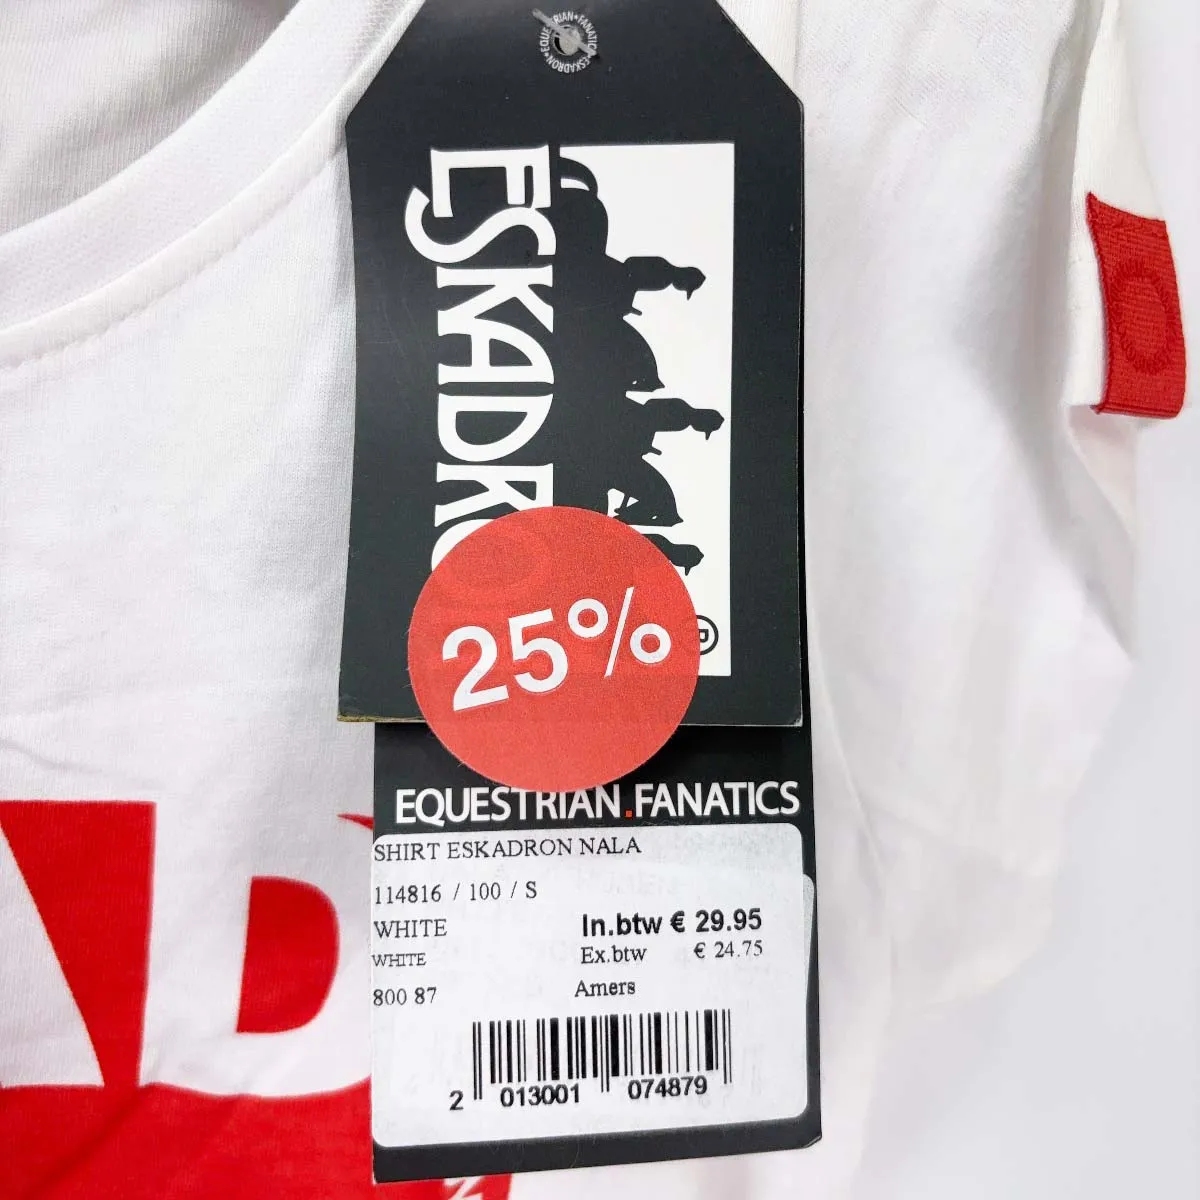 EQUESTRIAN•FANATICS•ESKADRON
ESKADRO
®
25%
EQUESTRIAN.FANATICS
SHIRT ESKADRON NALA
114816 / 100 / S
WHITE In.btw € 29.95
WHITE Ex.btw € 24.75
800 87 Amers
2 013001 074879